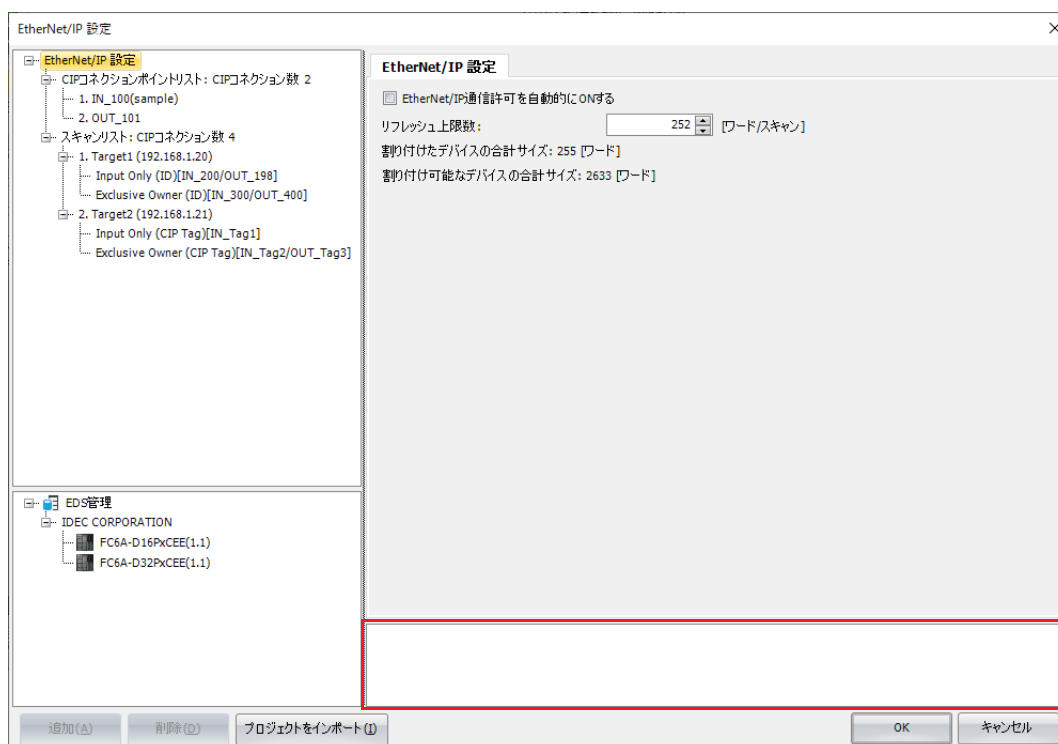 EtherNet/IP 設定
EtherNet/IP 設定
CIPコネクションポイントリスト: CIPコネクション数 2
1. IN_100(sample)
2. OUT_101
スキャンリスト: CIPコネクション数 4
1. Target1 (192.168.1.20)
Input Only (ID)[IN_200/OUT_198]
Exclusive Owner (ID)[IN_300/OUT_400]
2. Target2 (192.168.1.21)
Input Only (CIP Tag)[IN_Tag1]
Exclusive Owner (CIP Tag)[IN_Tag2/OUT_Tag3]
EDS管理
IDEC CORPORATION
FC6A-D16PxCEE(1.1)
FC6A-D32PxCEE(1.1)
EtherNet/IP 設定
EtherNet/IP通信許可を自動的にONする
リフレッシュ上限数: 252 [ワード/スキャン]
割り付けたデバイスの合計サイズ: 255 [ワード]
割り付け可能なデバイスの合計サイズ: 2633 [ワード]
追加(A) 削除(D) プロジェクトをインポート(I) OK キャンセル